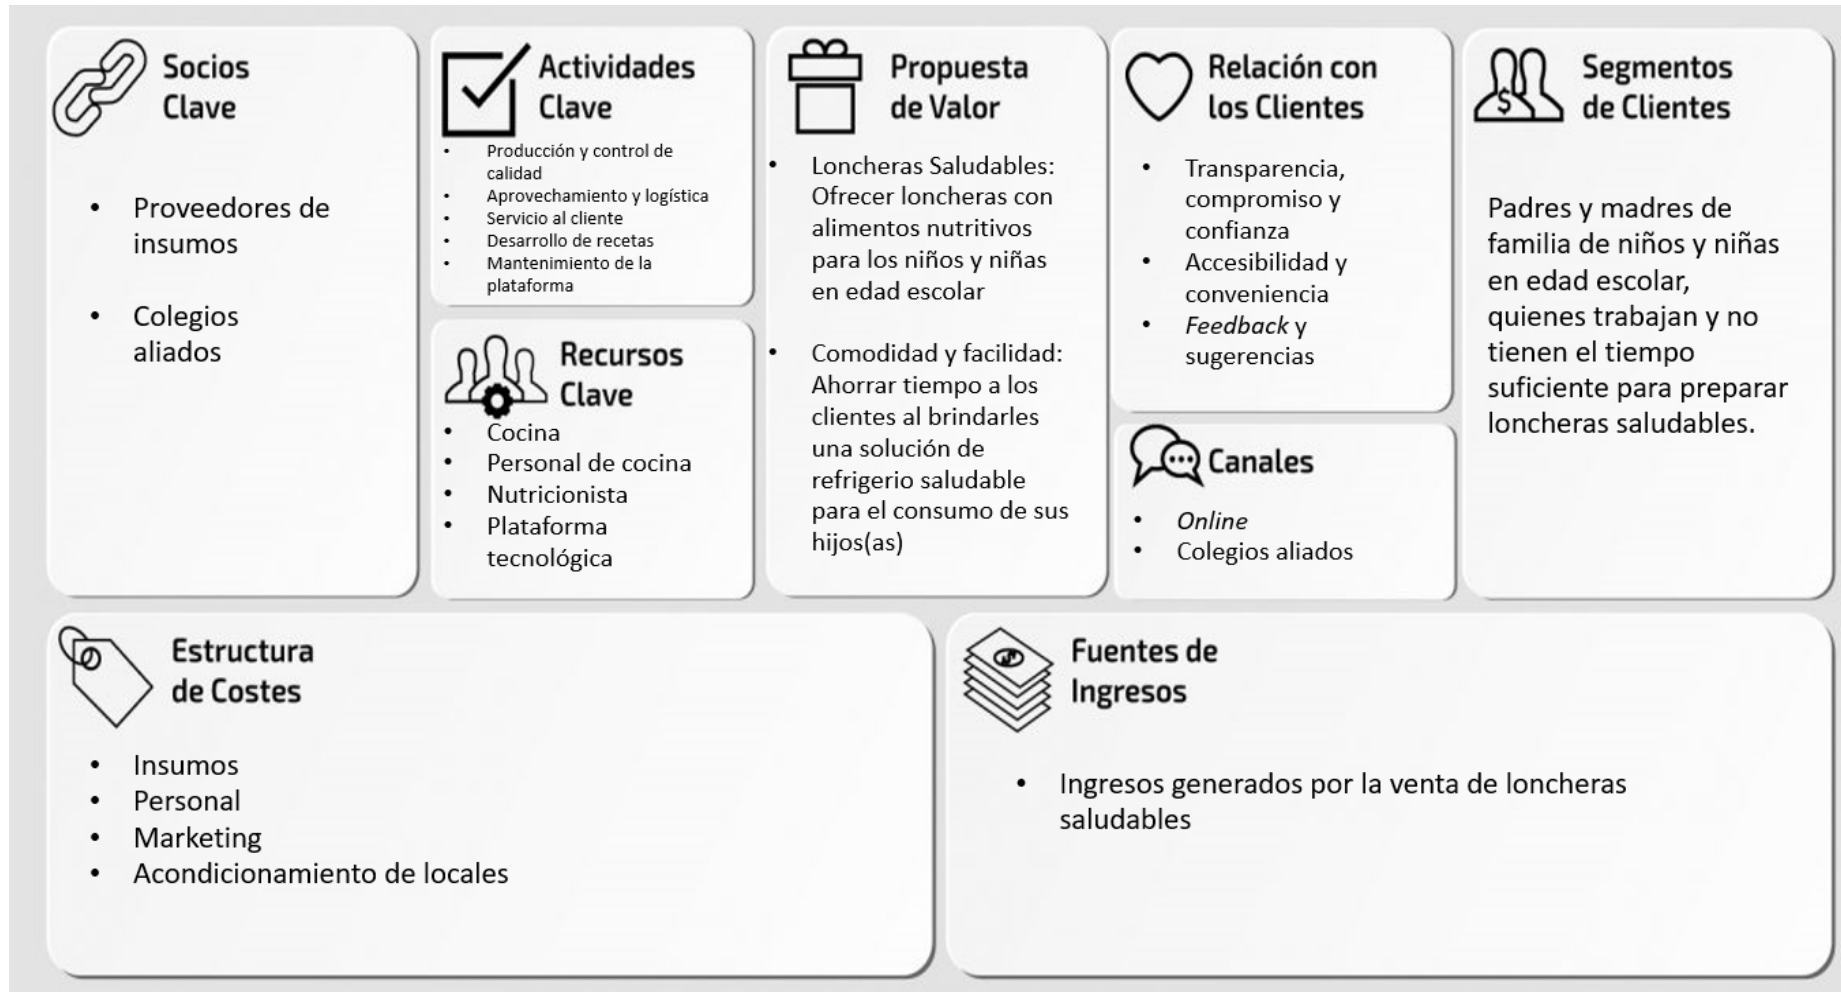 Socios
Clave
• Proveedores de
insumos
• Colegios
aliados
Actividades
Clave
• Producción y control de
calidad
• Aprovechamiento y logística
• Servicio al cliente
• Desarrollo de recetas
• Mantenimiento de la
plataforma
Recursos
Clave
• Cocina
• Personal de cocina
• Nutricionista
• Plataforma
tecnológica
Propuesta
de Valor
• Loncheras Saludables:
Ofrecer loncheras con
alimentos nutritivos
para los niños y niñas
en edad escolar
• Comodidad y facilidad:
Ahorrar tiempo a los
clientes al brindarles
una solución de
refrigerio saludable
para el consumo de sus
hijos(as)
Relación con
los Clientes
• Transparencia,
compromiso y
confianza
• Accesibilidad y
conveniencia
• Feedback y
sugerencias
Canales
• Online
• Colegios aliados
Segmentos
de Clientes
$
Padres y madres de
familia de niños y niñas
en edad escolar,
quienes trabajan y no
tienen el tiempo
suficiente para preparar
loncheras saludables.
Estructura
de Costes
• Insumos
• Personal
• Marketing
• Acondicionamiento de locales
Fuentes de
Ingresos
• Ingresos generados por la venta de loncheras
saludables